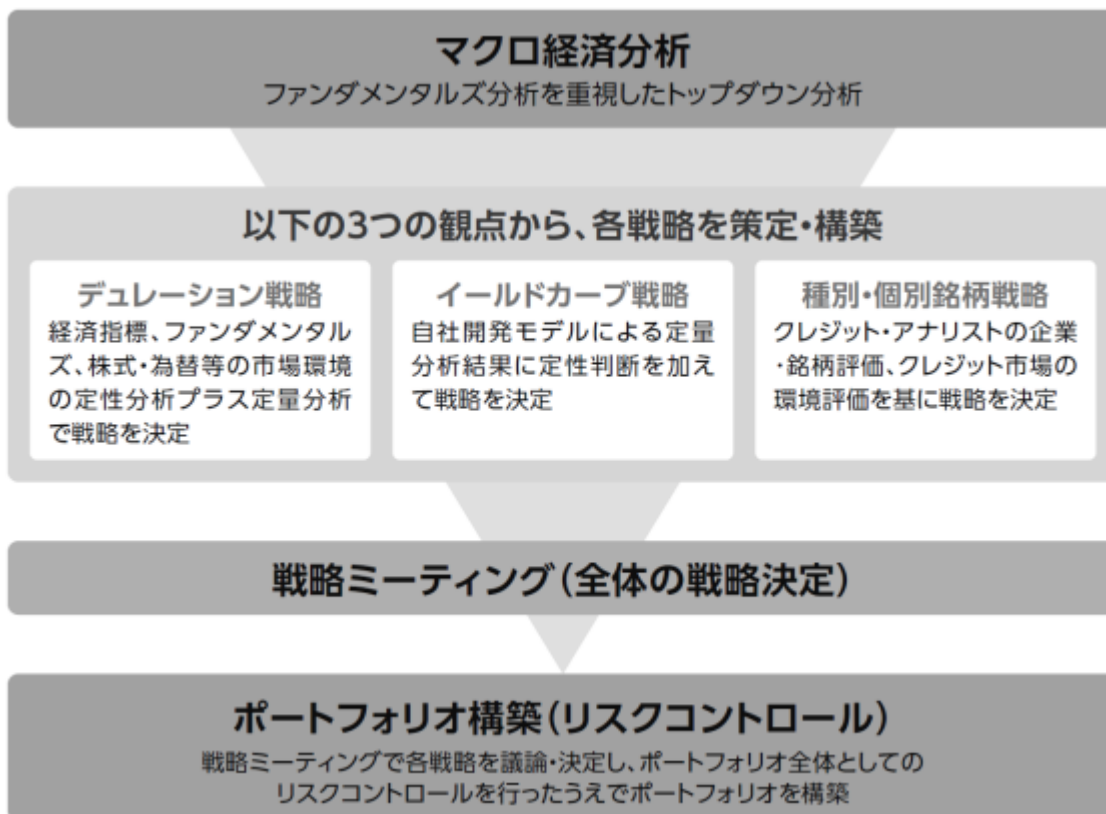 マクロ経済分析
ファンダメンタルズ分析を重視したトップダウン分析
以下の3つの観点から、各戦略を策定・構築
デュレーション戦略
経済指標、ファンダメンタル
ズ、株式・為替等の市場環境
の定性分析プラス定量分析
で戦略を決定
イールドカーブ戦略
自社開発モデルによる定量
分析結果に定性判断を加え
て戦略を決定
種別・個別銘柄戦略
クレジット・アナリストの企業
・銘柄評価、クレジット市場の
環境評価を基に戦略を決定
戦略ミーティング(全体の戦略決定)
ポートフォリオ構築(リスクコントロール)
戦略ミーティングで各戦略を議論・決定し、ポートフォリオ全体としての
リスクコントロールを行ったうえでポートフォリオを構築